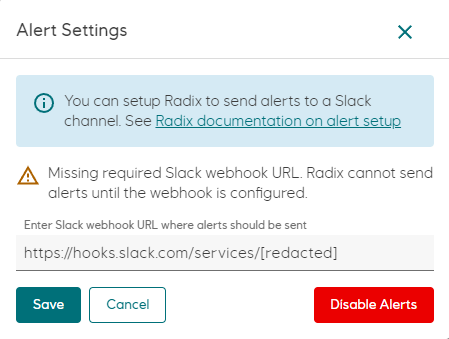 Alert Settings
You can setup Radix to send alerts to a Slack
channel. See Radix documentation on alert setup
Missing required Slack webhook URL. Radix cannot send
alerts until the webhook is configured.
Enter Slack webhook URL where alerts should be sent
https://hooks.slack.com/services/[redacted]
Save Cancel Disable Alerts